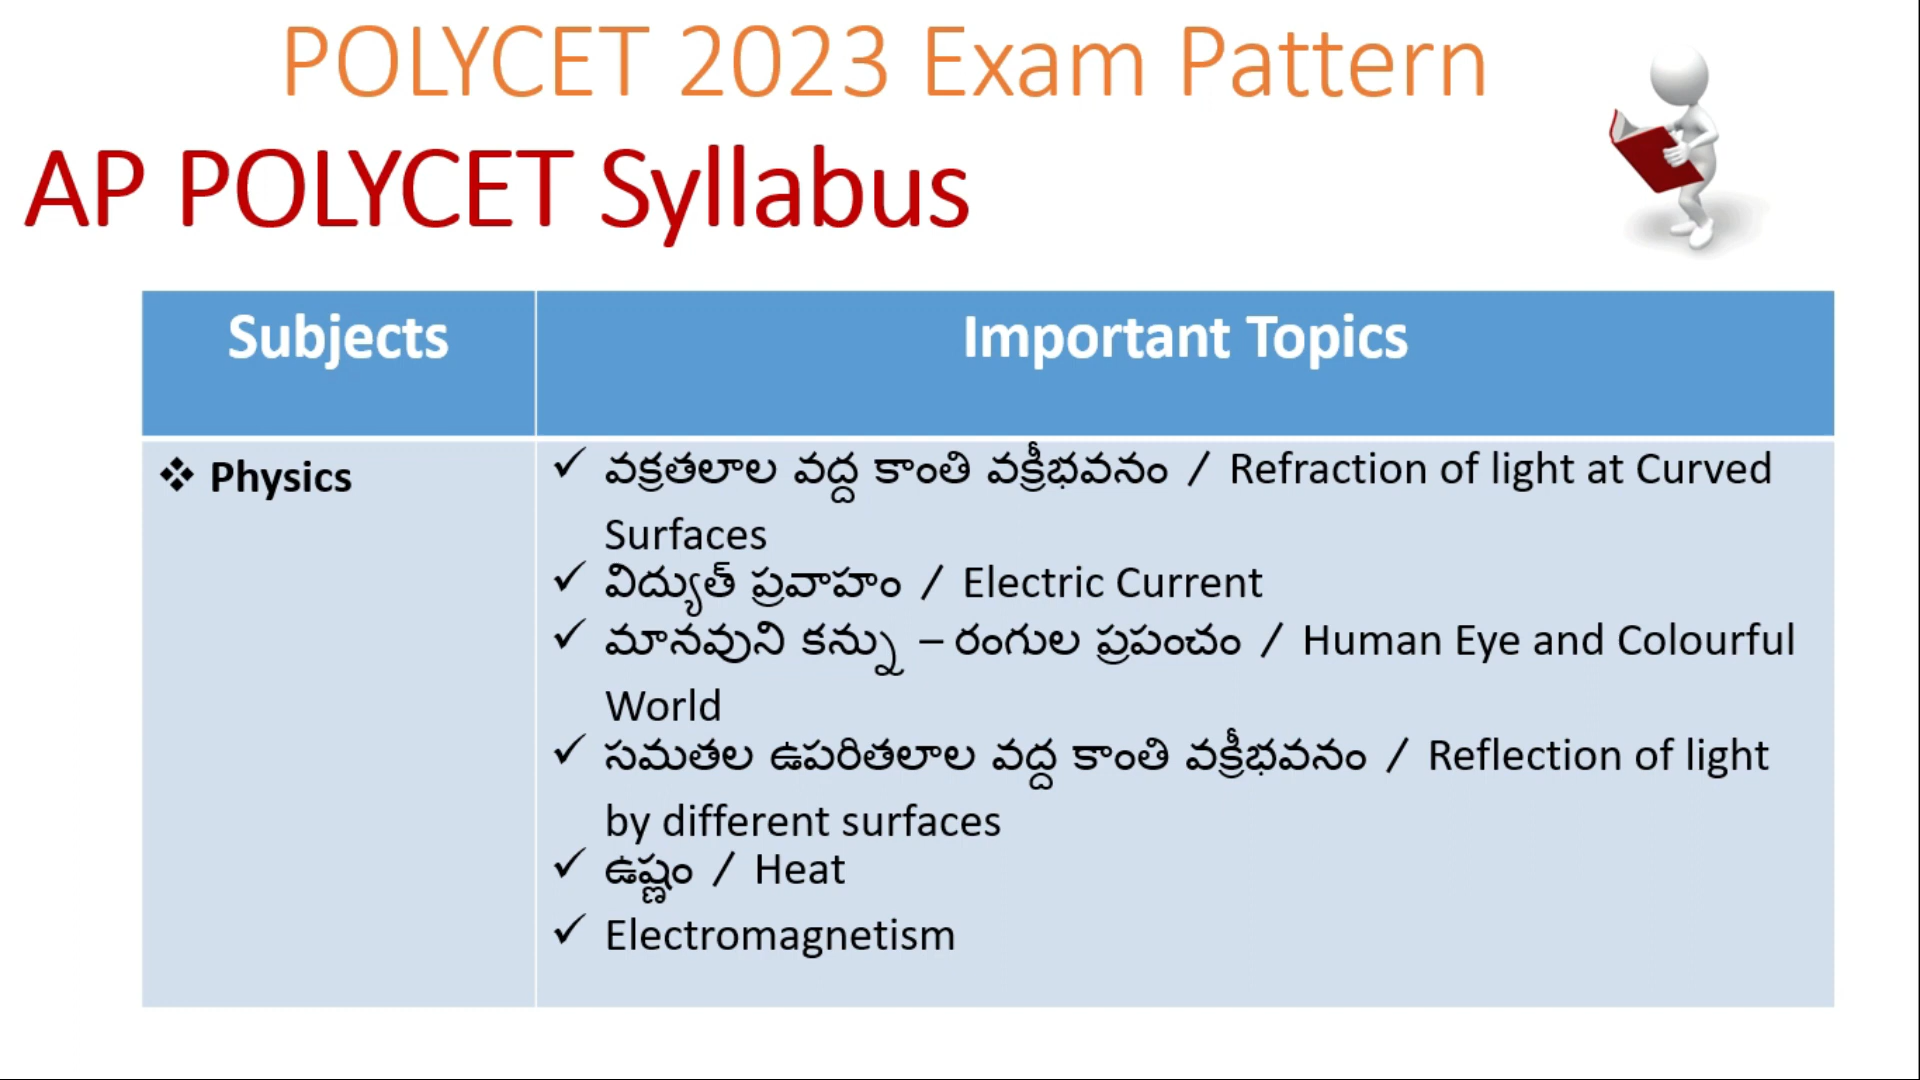 POLYCET 2023 Exam Pattern
AP POLYCET Syllabus
Subjects
Important Topics
❖ Physics
✓ వక్రతలాల వద్ద కాంతి వక్రీభవనం / Refraction of light at Curved
Surfaces
✓ విద్యుత్ ప్రవాహం / Electric Current
✓ మానవుని కన్ను – రంగుల ప్రపంచం / Human Eye and Colourful
World
✓ సమతల ఉపరితలాల వద్ద కాంతి వక్రీభవనం / Reflection of light
by different surfaces
✓ ఉష్ణం / Heat
✓ Electromagnetism